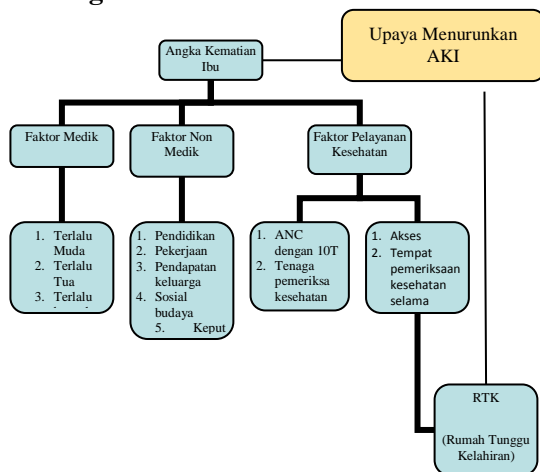 Upaya Menurunkan
AKI
Angka Kematian
Ibu
Faktor Medik
Faktor Non
Medik
Faktor Pelayanan
Kesehatan
1. Terlalu
Muda
2. Terlalu
Tua
3. Terlalu
1. Pendidikan
2. Pekerjaan
3. Pendapatan
keluarga
4. Sosial
budaya
5. Keput
1. ANC
dengan 10T
2. Tenaga
pemeriksa
kesehatan
1. Akses
2. Tempat
pemeriksaan
kesehatan
selama
RTK
(Rumah Tunggu
Kelahiran)